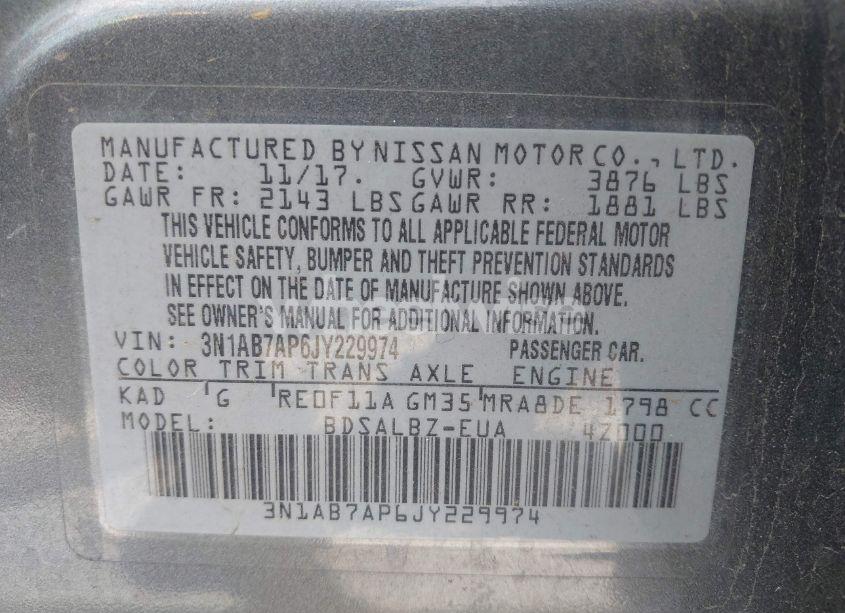 MANUFACTURED BY NISSAN MOTOR CO., LTD.
DATE: 11/17. GVWR: 3876 LBS
GAWR FR: 2143 LBS GAWR RR: 1881 LBS
THIS VEHICLE CONFORMS TO ALL APPLICABLE FEDERAL MOTOR
VEHICLE SAFETY, BUMPER AND THEFT PREVENTION STANDARDS
IN EFFECT ON THE DATE OF MANUFACTURE SHOWN ABOVE.
SEE OWNER'S MANUAL FOR ADDITIONAL INFORMATION.
VIN: 3N1AB7AP6JY229974 PASSENGER CAR.
COLOR TRIM TRANS AXLE ENGINE
KAD G RE0F11A GM35 MRA8DE 1798 CC
MODEL: BDSALBZ-EUA 4Z000
3N1AB7AP6JY229974